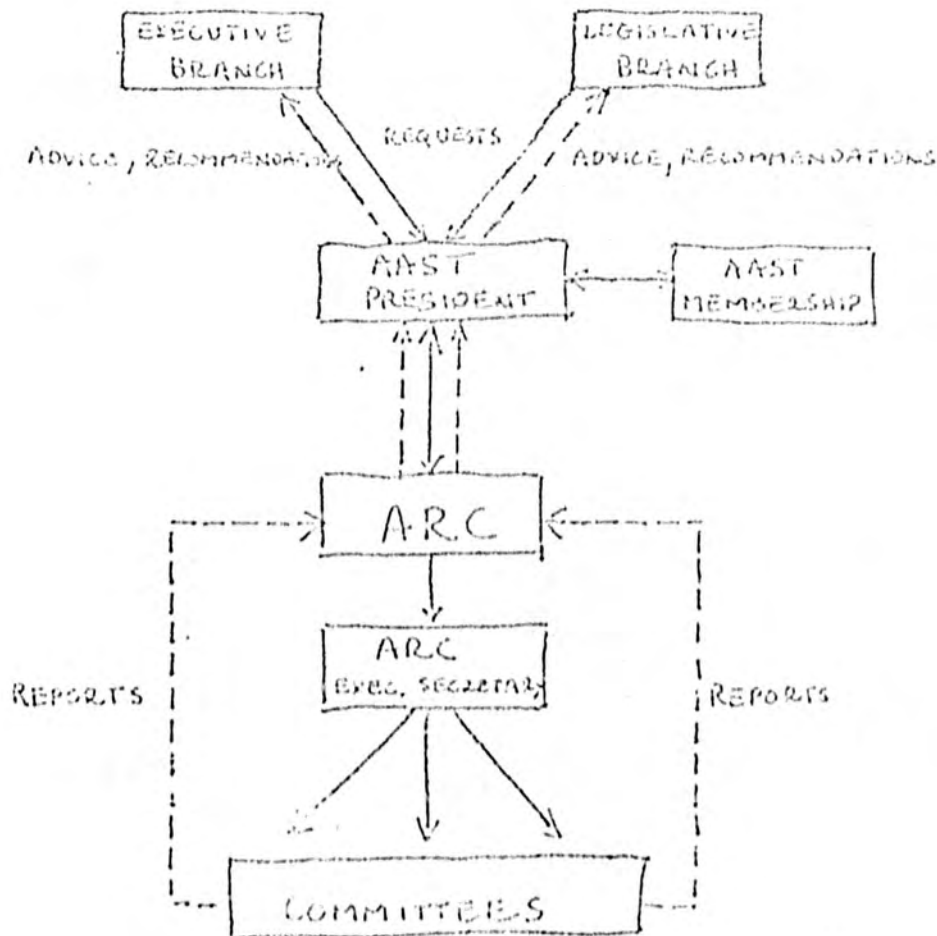 EXECUTIVE
BRANCH
LEGISLATIVE
BRANCH
REQUESTS
ADVICE, RECOMMENDATIONS
ADVICE, RECOMMENDATIONS
AAST
PRESIDENT
AAST
MEMBERSHIP
ARC
ARC
EXEC. SECRETARY
REPORTS
REPORTS
COMMITTEES